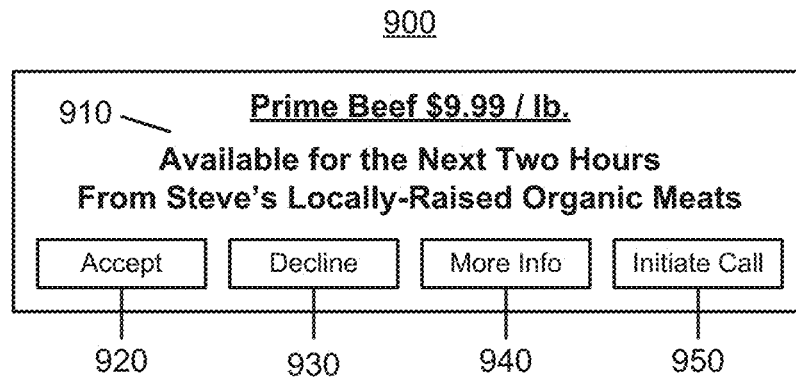 900
910
Prime Beef $9.99 / lb.
Available for the Next Two Hours
From Steve's Locally-Raised Organic Meats
Accept Decline More Info Initiate Call
920 930 940 950